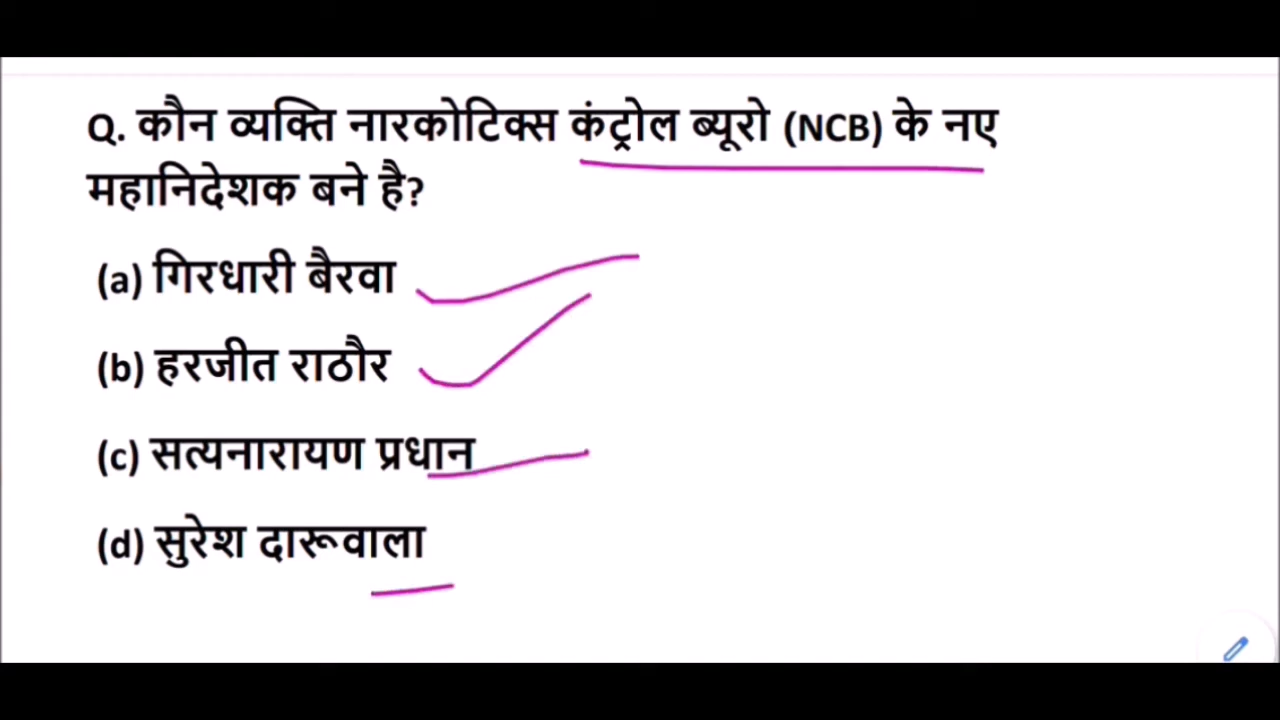 Q. कौन व्यक्ति नारकोटिक्स कंट्रोल ब्यूरो (NCB) के नए
महानिदेशक बने है?
(a) गिरधारी बैरवा
(b) हरजीत राठौर
(c) सत्यनारायण प्रधान
(d) सुरेश दारूवाला